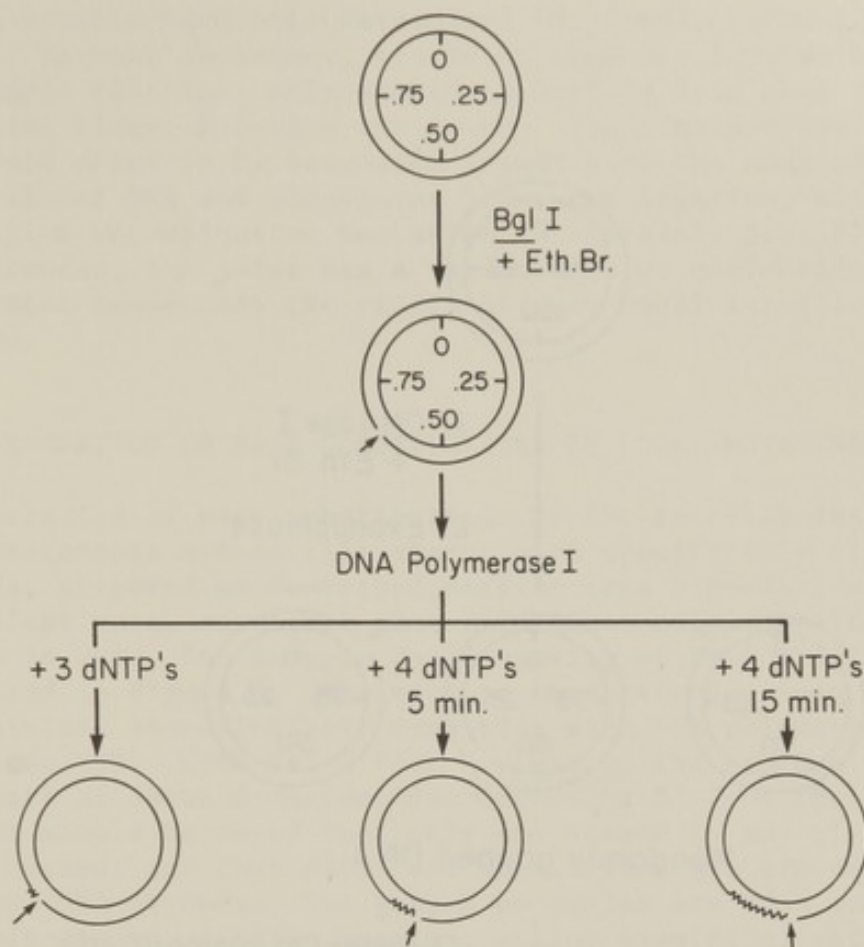 0
.75 .25
.50
Bgl I
+ Eth.Br.
0
.75 .25
.50
DNA Polymerase I
+ 3 dNTP's + 4 dNTP's + 4 dNTP's
5 min. 15 min.